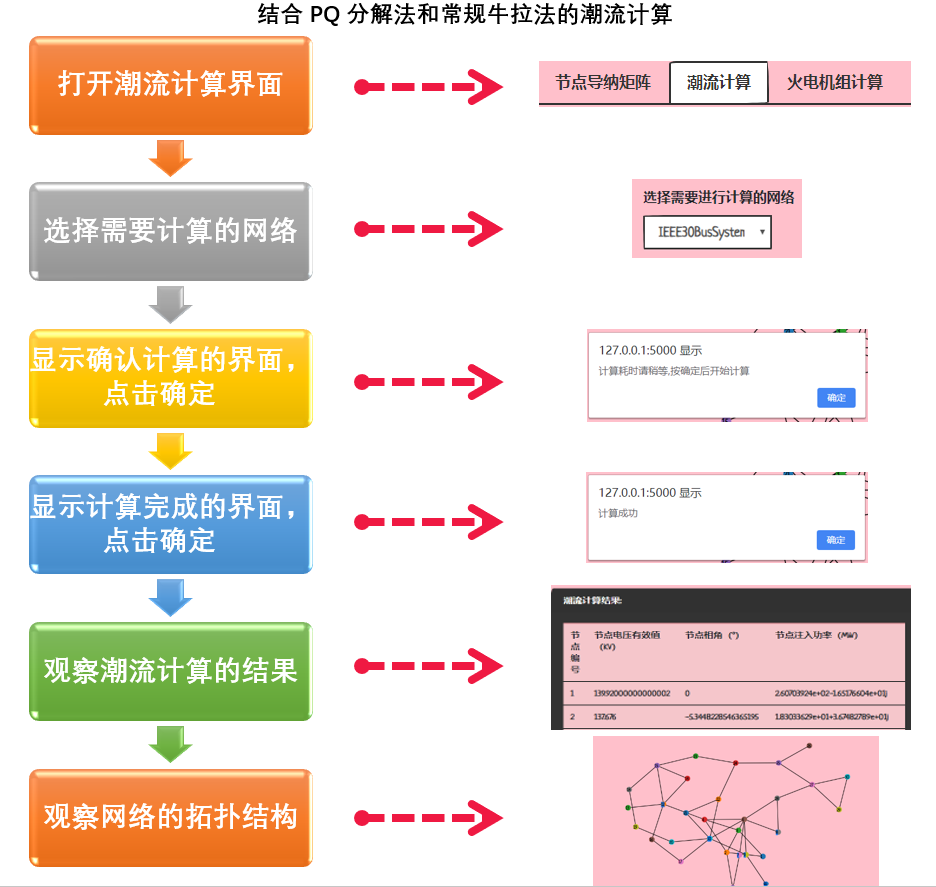 结合 PQ 分解法和常规牛拉法的潮流计算
打开潮流计算界面
节点导纳矩阵 潮流计算 火电机组计算
选择需要计算的网络
选择需要进行计算的网络
IEEE30BusSystem
显示确认计算的界面，
点击确定
127.0.0.1:5000 显示
计算耗时请稍等,按确定后开始计算
确定
显示计算完成的界面，
点击确定
127.0.0.1:5000 显示
计算成功
确定
观察潮流计算的结果
潮流计算结果:
节点编号 节点电压有效值 (KV) 节点相角 (°) 节点注入功率 (MW)
1 139.92000000000002 0 2.60703924e+02-1.65176604e+01j
2 137.676 -5.3448228546365195 1.83033629e+01+3.67482789e+01j
观察网络的拓扑结构